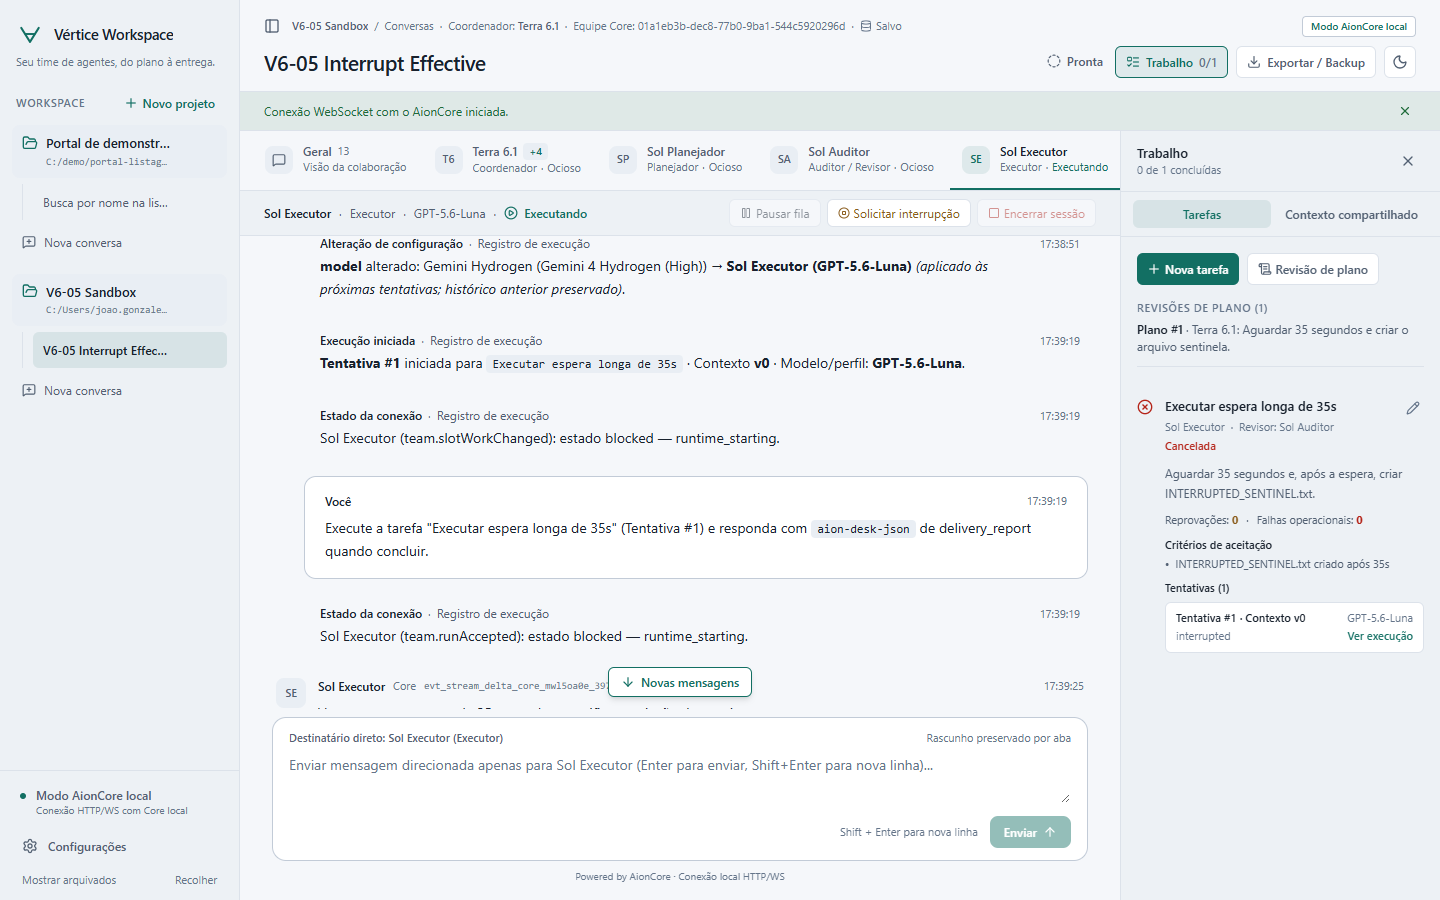 Vértice Workspace
Seu time de agentes, do plano à entrega.
WORKSPACE
Novo projeto
Portal de demonstr...
C:/demo/portal-listag…
Busca por nome na lis...
Nova conversa
V6-05 Sandbox
C:/Users/joao.gonzale…
V6-05 Interrupt Effec...
Nova conversa
Modo AionCore local
Conexão HTTP/WS com Core local
Configurações
Mostrar arquivados
Recolher
V6-05 Sandbox / Conversas · Coordenador: Terra 6.1 · Equipe Core: 01a1eb3b-dec8-77b0-9ba1-544c5920296d · Salvo
Modo AionCore local
V6-05 Interrupt Effective
Pronta
Trabalho 0/1
Exportar / Backup
Conexão WebSocket com o AionCore iniciada.
Geral 13
Visão da colaboração
T6
Terra 6.1 +4
Coordenador · Ocioso
SP
Sol Planejador
Planejador · Ocioso
SA
Sol Auditor
Auditor / Revisor · Ocioso
SE
Sol Executor
Executor · Executando
Sol Executor · Executor · GPT-5.6-Luna · Executando
Pausar fila
Solicitar interrupção
Encerrar sessão
Alteração de configuração · Registro de execução 17:38:51
model alterado: Gemini Hydrogen (Gemini 4 Hydrogen (High)) → Sol Executor (GPT-5.6-Luna) (aplicado às
próximas tentativas; histórico anterior preservado).
Execução iniciada · Registro de execução 17:39:19
Tentativa #1 iniciada para Executar espera longa de 35s · Contexto v0 · Modelo/perfil: GPT-5.6-Luna.
Estado da conexão · Registro de execução 17:39:19
Sol Executor (team.slotWorkChanged): estado blocked — runtime_starting.
Você 17:39:19
Execute a tarefa "Executar espera longa de 35s" (Tentativa #1) e responda com aion-desk-json de delivery_report
quando concluir.
Estado da conexão · Registro de execução 17:39:19
Sol Executor (team.runAccepted): estado blocked — runtime_starting.
SE
Sol Executor Core evt_stream_delta_core_mwl5oa0e_397 17:39:25
Novas mensagens
Destinatário direto: Sol Executor (Executor)
Rascunho preservado por aba
Enviar mensagem direcionada apenas para Sol Executor (Enter para enviar, Shift+Enter para nova linha)...
Shift + Enter para nova linha
Enviar
Powered by AionCore · Conexão local HTTP/WS
Trabalho
0 de 1 concluídas
Tarefas
Contexto compartilhado
Nova tarefa
Revisão de plano
REVISÕES DE PLANO (1)
Plano #1 · Terra 6.1: Aguardar 35 segundos e criar o
arquivo sentinela.
Executar espera longa de 35s
Sol Executor · Revisor: Sol Auditor
Cancelada
Aguardar 35 segundos e, após a espera, criar
INTERRUPTED_SENTINEL.txt.
Reprovações: 0 · Falhas operacionais: 0
Critérios de aceitação
• INTERRUPTED_SENTINEL.txt criado após 35s
Tentativas (1)
Tentativa #1 · Contexto v0 GPT-5.6-Luna
interrupted Ver execução